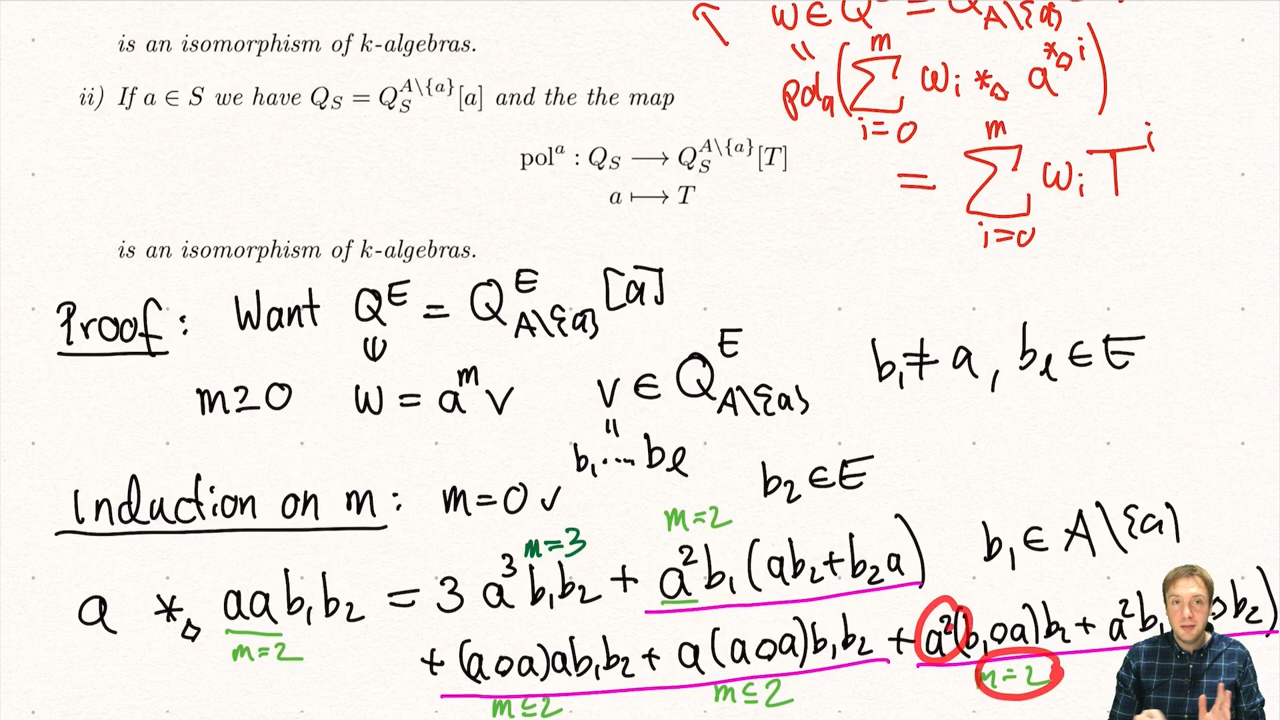 is an isomorphism of k-algebras.
ii) If a ∈ S we have Q_S = Q_S^{A\{a}}[a] and the the map
pol^a : Q_S ⟶ Q_S^{A\{a}}[T]
a ⟼ T
is an isomorphism of k-algebras.
= pol_a(∑_{i=0}^{m} w_i *_⋄ a^{*_⋄ i})
= ∑_{i=0}^{m} w_i T^i
Proof: Want Q^E = Q^E_{A\{a}}[a]
m≥0 w = a^m v v ∈ Q^E_{A\{a}} b_1 ≠ a, b_ℓ ∈ E
= b_1 ... b_ℓ
b_2 ∈ E
Induction on m: m=0 ✓
m=3 m=2 b_1 ∈ A\{a}
a *_⋄ aab_1b_2 = 3a^3b_1b_2 + a^2b_1(ab_2+b_2a)
m=2
+ (a⋄a)ab_1b_2 + a(a⋄a)b_1b_2 + a^2(b_1⋄a)b_2 + a^2b_1 ⋄b_2)
m≤2 m≤2 m=2